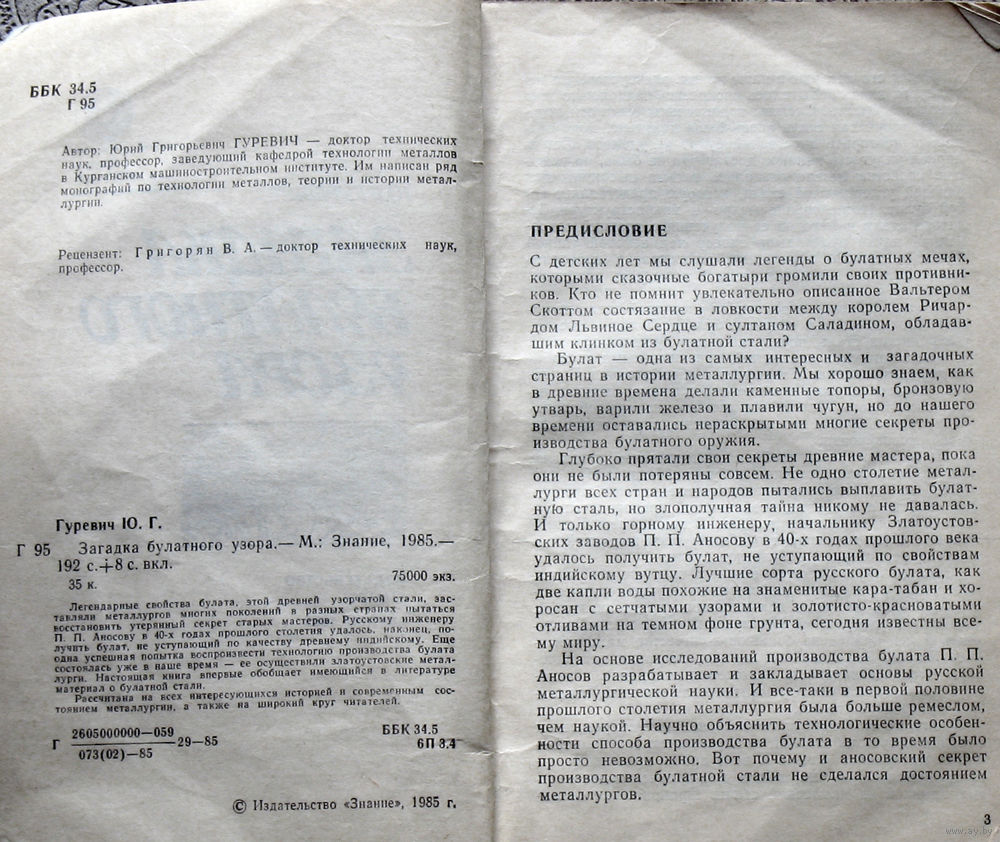 ББК 34.5
Г 95
Автор: Юрий Григорьевич ГУРЕВИЧ — доктор технических
наук, профессор, заведующий кафедрой технологии металлов
в Курганском машиностроительном институте. Им написан ряд
монографий по технологии металлов, теории и истории метал-
лургии.
Рецензент: Григорян В. А. — доктор технических наук,
профессор.
Гуревич Ю. Г.
Г 95 Загадка булатного узора.— М.: Знание, 1985.—
192 с.+8 с. вкл.
35 к. 75000 экз.
Легендарные свойства булата, этой древней узорчатой стали, зас-
тавляли металлургов многих поколений в разных странах пытаться
восстановить утерянный секрет старых мастеров. Русскому инженеру
П. П. Аносову в 40-х годах прошлого столетия удалось, наконец, по-
лучить булат, не уступающий по качеству древнему индийскому. Еще
одна успешная попытка воспроизвести технологию производства булата
состоялась уже в наше время — ее осуществили златоустовские метал-
лурги. Настоящая книга впервые обобщает имеющийся в литературе
материал о булатной стали.
Рассчитана на всех интересующихся историей и современным сос-
тоянием металлургии, а также на широкий круг читателей.
2605000000—059
Г 29—85
073(02)—85
ББК 34.5
6П 3.4
© Издательство «Знание», 1985 г.
ПРЕДИСЛОВИЕ
С детских лет мы слушали легенды о булатных мечах,
которыми сказочные богатыри громили своих противни-
ков. Кто не помнит увлекательно описанное Вальтером
Скоттом состязание в ловкости между королем Ричар-
дом Львиное Сердце и султаном Саладином, обладав-
шим клинком из булатной стали?
Булат — одна из самых интересных и загадочных
страниц в истории металлургии. Мы хорошо знаем, как
в древние времена делали каменные топоры, бронзовую
утварь, варили железо и плавили чугун, но до нашего
времени оставались нераскрытыми многие секреты про-
изводства булатного оружия.
Глубоко прятали свои секреты древние мастера, пока
они не были потеряны совсем. Не одно столетие метал-
лурги всех стран и народов пытались выплавить булат-
ную сталь, но злополучная тайна никому не давалась.
И только горному инженеру, начальнику Златоустов-
ских заводов П. П. Аносову в 40-х годах прошлого века
удалось получить булат, не уступающий по свойствам
индийскому вутцу. Лучшие сорта русского булата, как
две капли воды похожие на знаменитые кара-табан и хо-
росан с сетчатыми узорами и золотисто-красноватыми
отливами на темном фоне грунта, сегодня известны все-
му миру.
На основе исследований производства булата П. П.
Аносов разрабатывает и закладывает основы русской
металлургической науки. И все-таки в первой половине
прошлого столетия металлургия была больше ремеслом,
чем наукой. Научно объяснить технологические особен-
ности способа производства булата в то время было
просто невозможно. Вот почему и аносовский секрет
производства булатной стали не сделался достоянием
металлургов.
3
www.ay.by